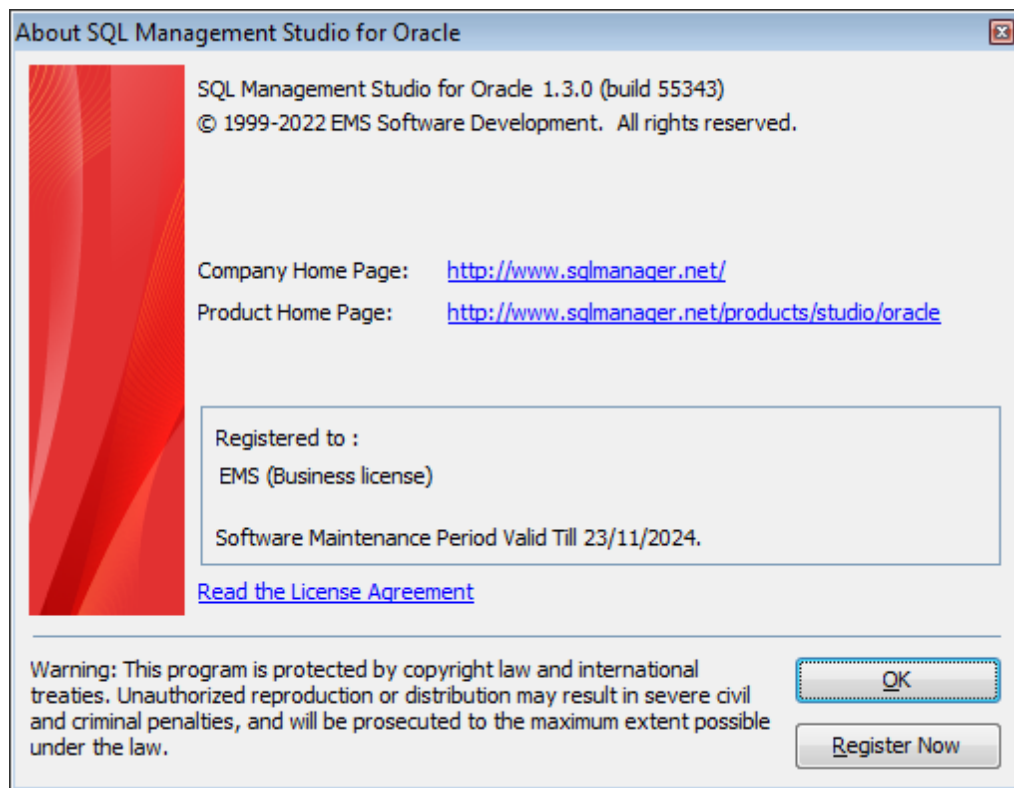 About SQL Management Studio for Oracle
SQL Management Studio for Oracle 1.3.0 (build 55343)
© 1999-2022 EMS Software Development. All rights reserved.
Company Home Page: http://www.sqlmanager.net/
Product Home Page: http://www.sqlmanager.net/products/studio/oracle
Registered to :
EMS (Business license)
Software Maintenance Period Valid Till 23/11/2024.
Read the License Agreement
Warning: This program is protected by copyright law and international
treaties. Unauthorized reproduction or distribution may result in severe civil
and criminal penalties, and will be prosecuted to the maximum extent possible
under the law.
OK
Register Now